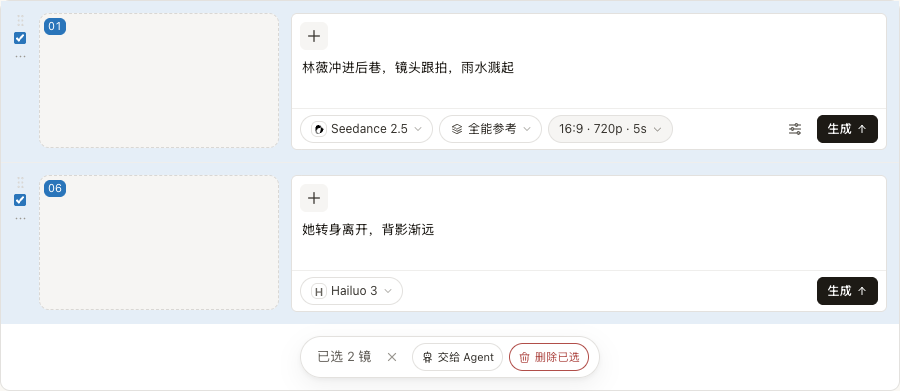 01
林薇冲进后巷，镜头跟拍，雨水溅起
Seedance 2.5
全能参考
16:9 · 720p · 5s
生成 ↑
06
她转身离开，背影渐远
H Hailuo 3
生成 ↑
已选 2 镜 × 交给 Agent 删除已选